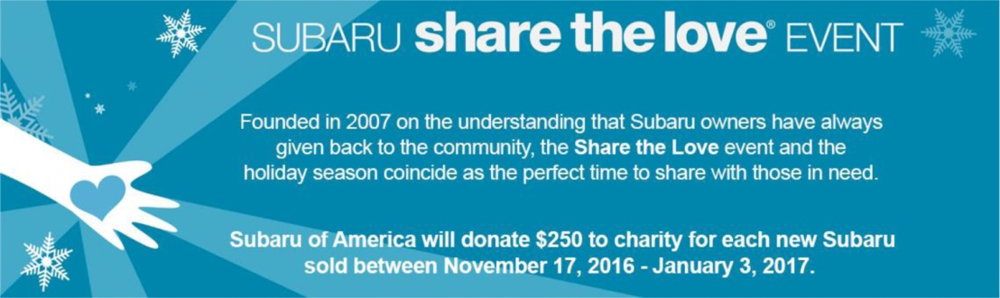 SUBARU share the love® EVENT
Founded in 2007 on the understanding that Subaru owners have always
given back to the community, the Share the Love event and the
holiday season coincide as the perfect time to share with those in need.
Subaru of America will donate $250 to charity for each new Subaru
sold between November 17, 2016 - January 3, 2017.